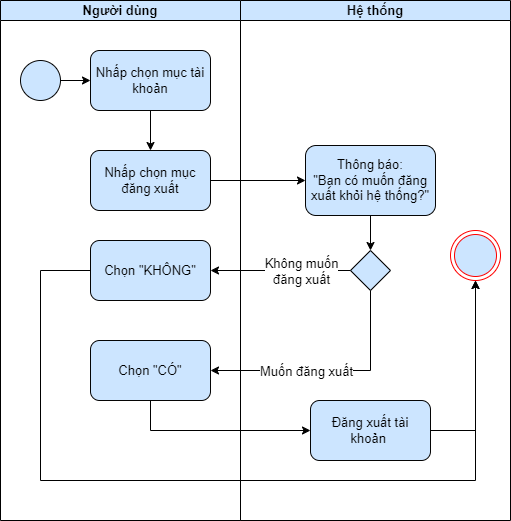 Người dùng
Hệ thống
Nhấp chọn mục tài
khoản
Nhấp chọn mục
đăng xuất
Thông báo:
"Bạn có muốn đăng
xuất khỏi hệ thống?"
Không muốn
đăng xuất
Chọn "KHÔNG"
Muốn đăng xuất
Chọn "CÓ"
Đăng xuất tài
khoản